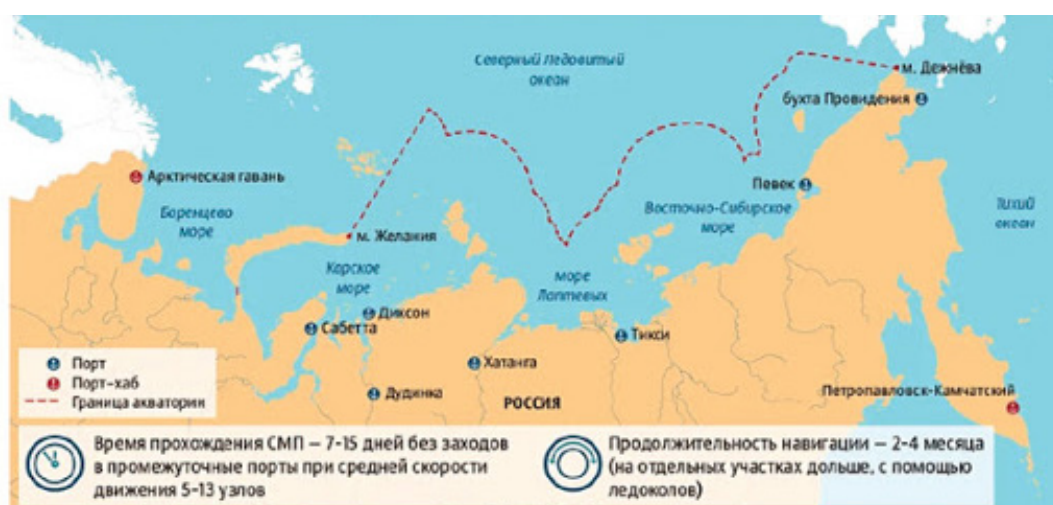 Северный Ледовитый
океан
м. Дежнёва
бухта Провидения
Арктическая гавань
Певек
Баренцево
море
Восточно-Сибирское
море
Тихий
океан
м. Желания
Карское
море
море
Лаптевых
Диксон
Сабетта
Тикси
Хатанга
Дудинка
РОССИЯ
Петропавловск-Камчатский
Порт
Порт-хаб
Граница акватории
Время прохождения СМП — 7-15 дней без заходов
в промежуточные порты при средней скорости
движения 5-13 узлов
Продолжительность навигации — 2-4 месяца
(на отдельных участках дольше, с помощью
ледоколов)